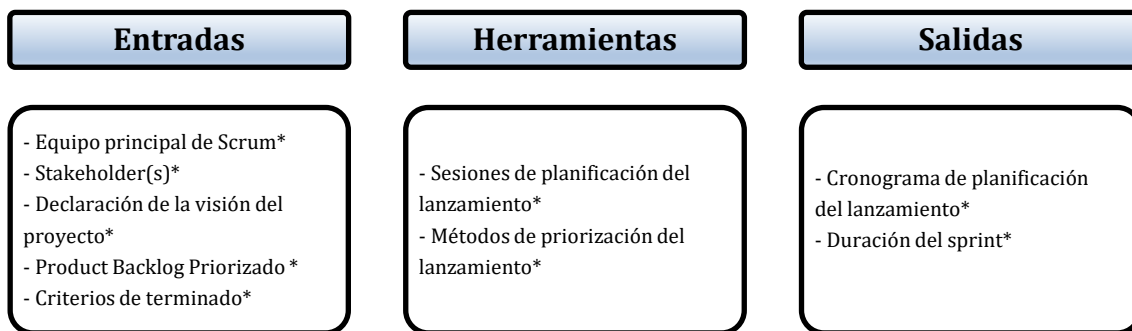 Entradas
- Equipo principal de Scrum*
- Stakeholder(s)*
- Declaración de la visión del
proyecto*
- Product Backlog Priorizado *
- Criterios de terminado*
Herramientas
- Sesiones de planificación del
lanzamiento*
- Métodos de priorización del
lanzamiento*
Salidas
- Cronograma de planificación
del lanzamiento*
- Duración del sprint*